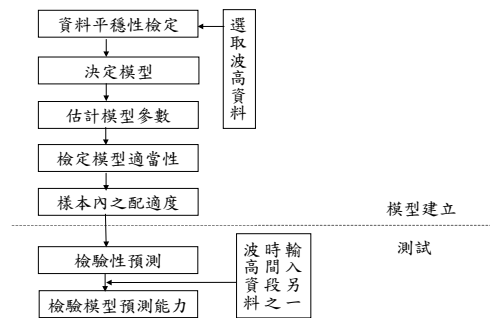 資料平穩性檢定
選取波高資料
決定模型
估計模型參數
檢定模型適當性
樣本內之配適度
模型建立
測試
檢驗性預測
輸入另一
時間段之
波高資料
檢驗模型預測能力